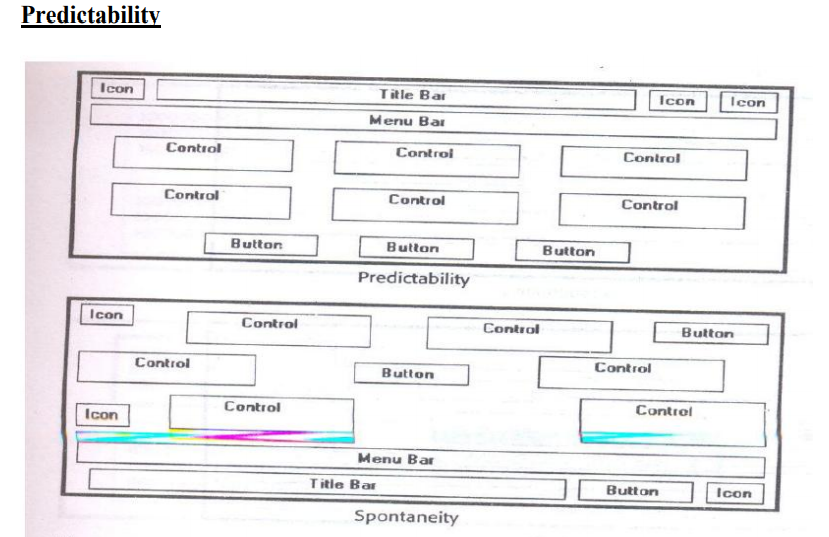 Predictability
Icon Title Bar Icon Icon
Menu Bar
Control Control Control
Control Control Control
Button Button Button
Predictability
Icon Control Control Button
Control Button Control
Icon Control Control
Menu Bar
Title Bar Button Icon
Spontaneity